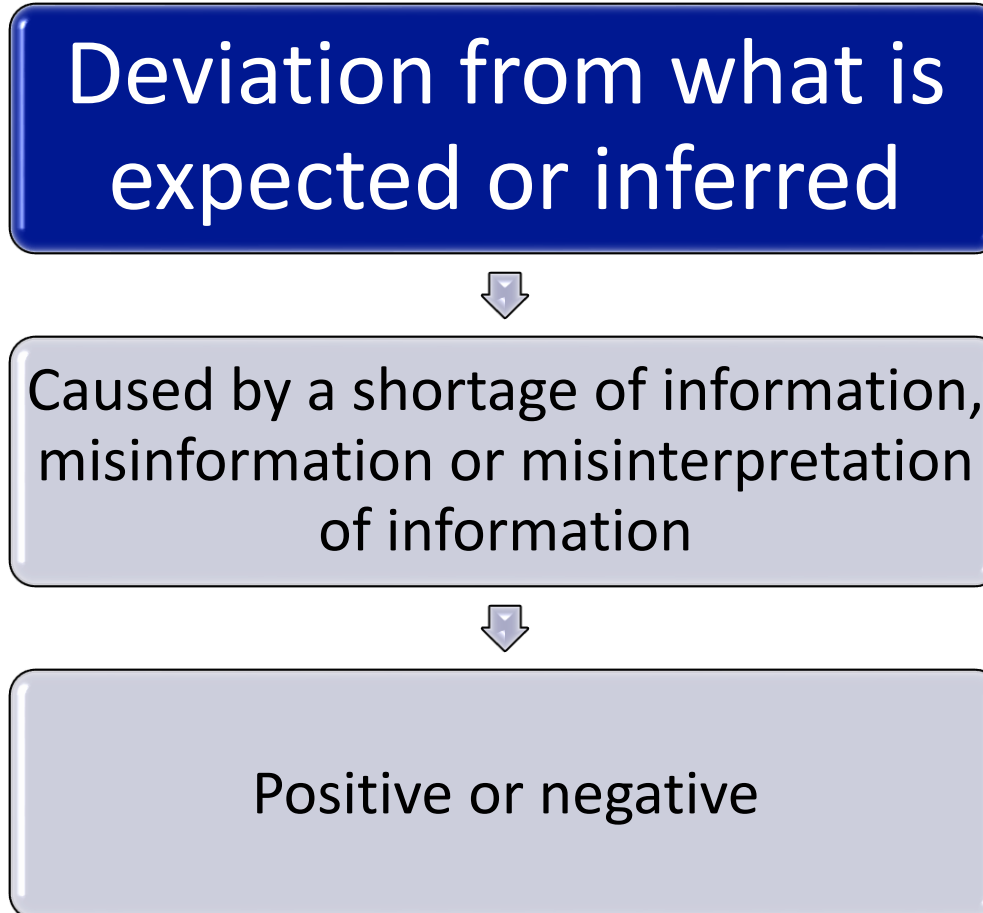 Deviation from what is
expected or inferred
Caused by a shortage of information,
misinformation or misinterpretation
of information
Positive or negative